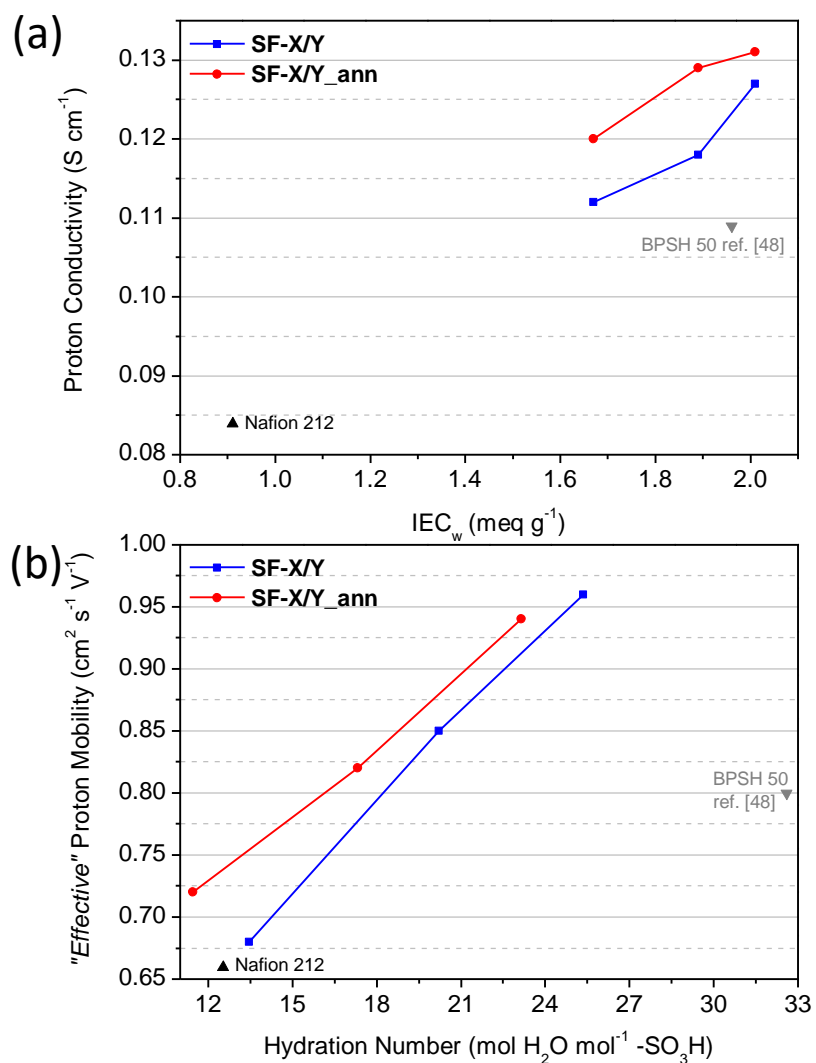 (a)
SF-X/Y
SF-X/Y_ann
0.13
0.12
0.11
0.10
0.09
0.08
Proton Conductivity (S cm⁻¹)
BPSH 50 ref. [48]
Nafion 212
0.8 1.0 1.2 1.4 1.6 1.8 2.0
IEC_w (meq g⁻¹)
(b)
SF-X/Y
SF-X/Y_ann
1.00
0.95
0.90
0.85
0.80
0.75
0.70
0.65
"Effective" Proton Mobility (cm² s⁻¹ V⁻¹)
BPSH 50
ref. [48]
Nafion 212
12 15 18 21 24 27 30 33
Hydration Number (mol H₂O mol⁻¹ -SO₃H)